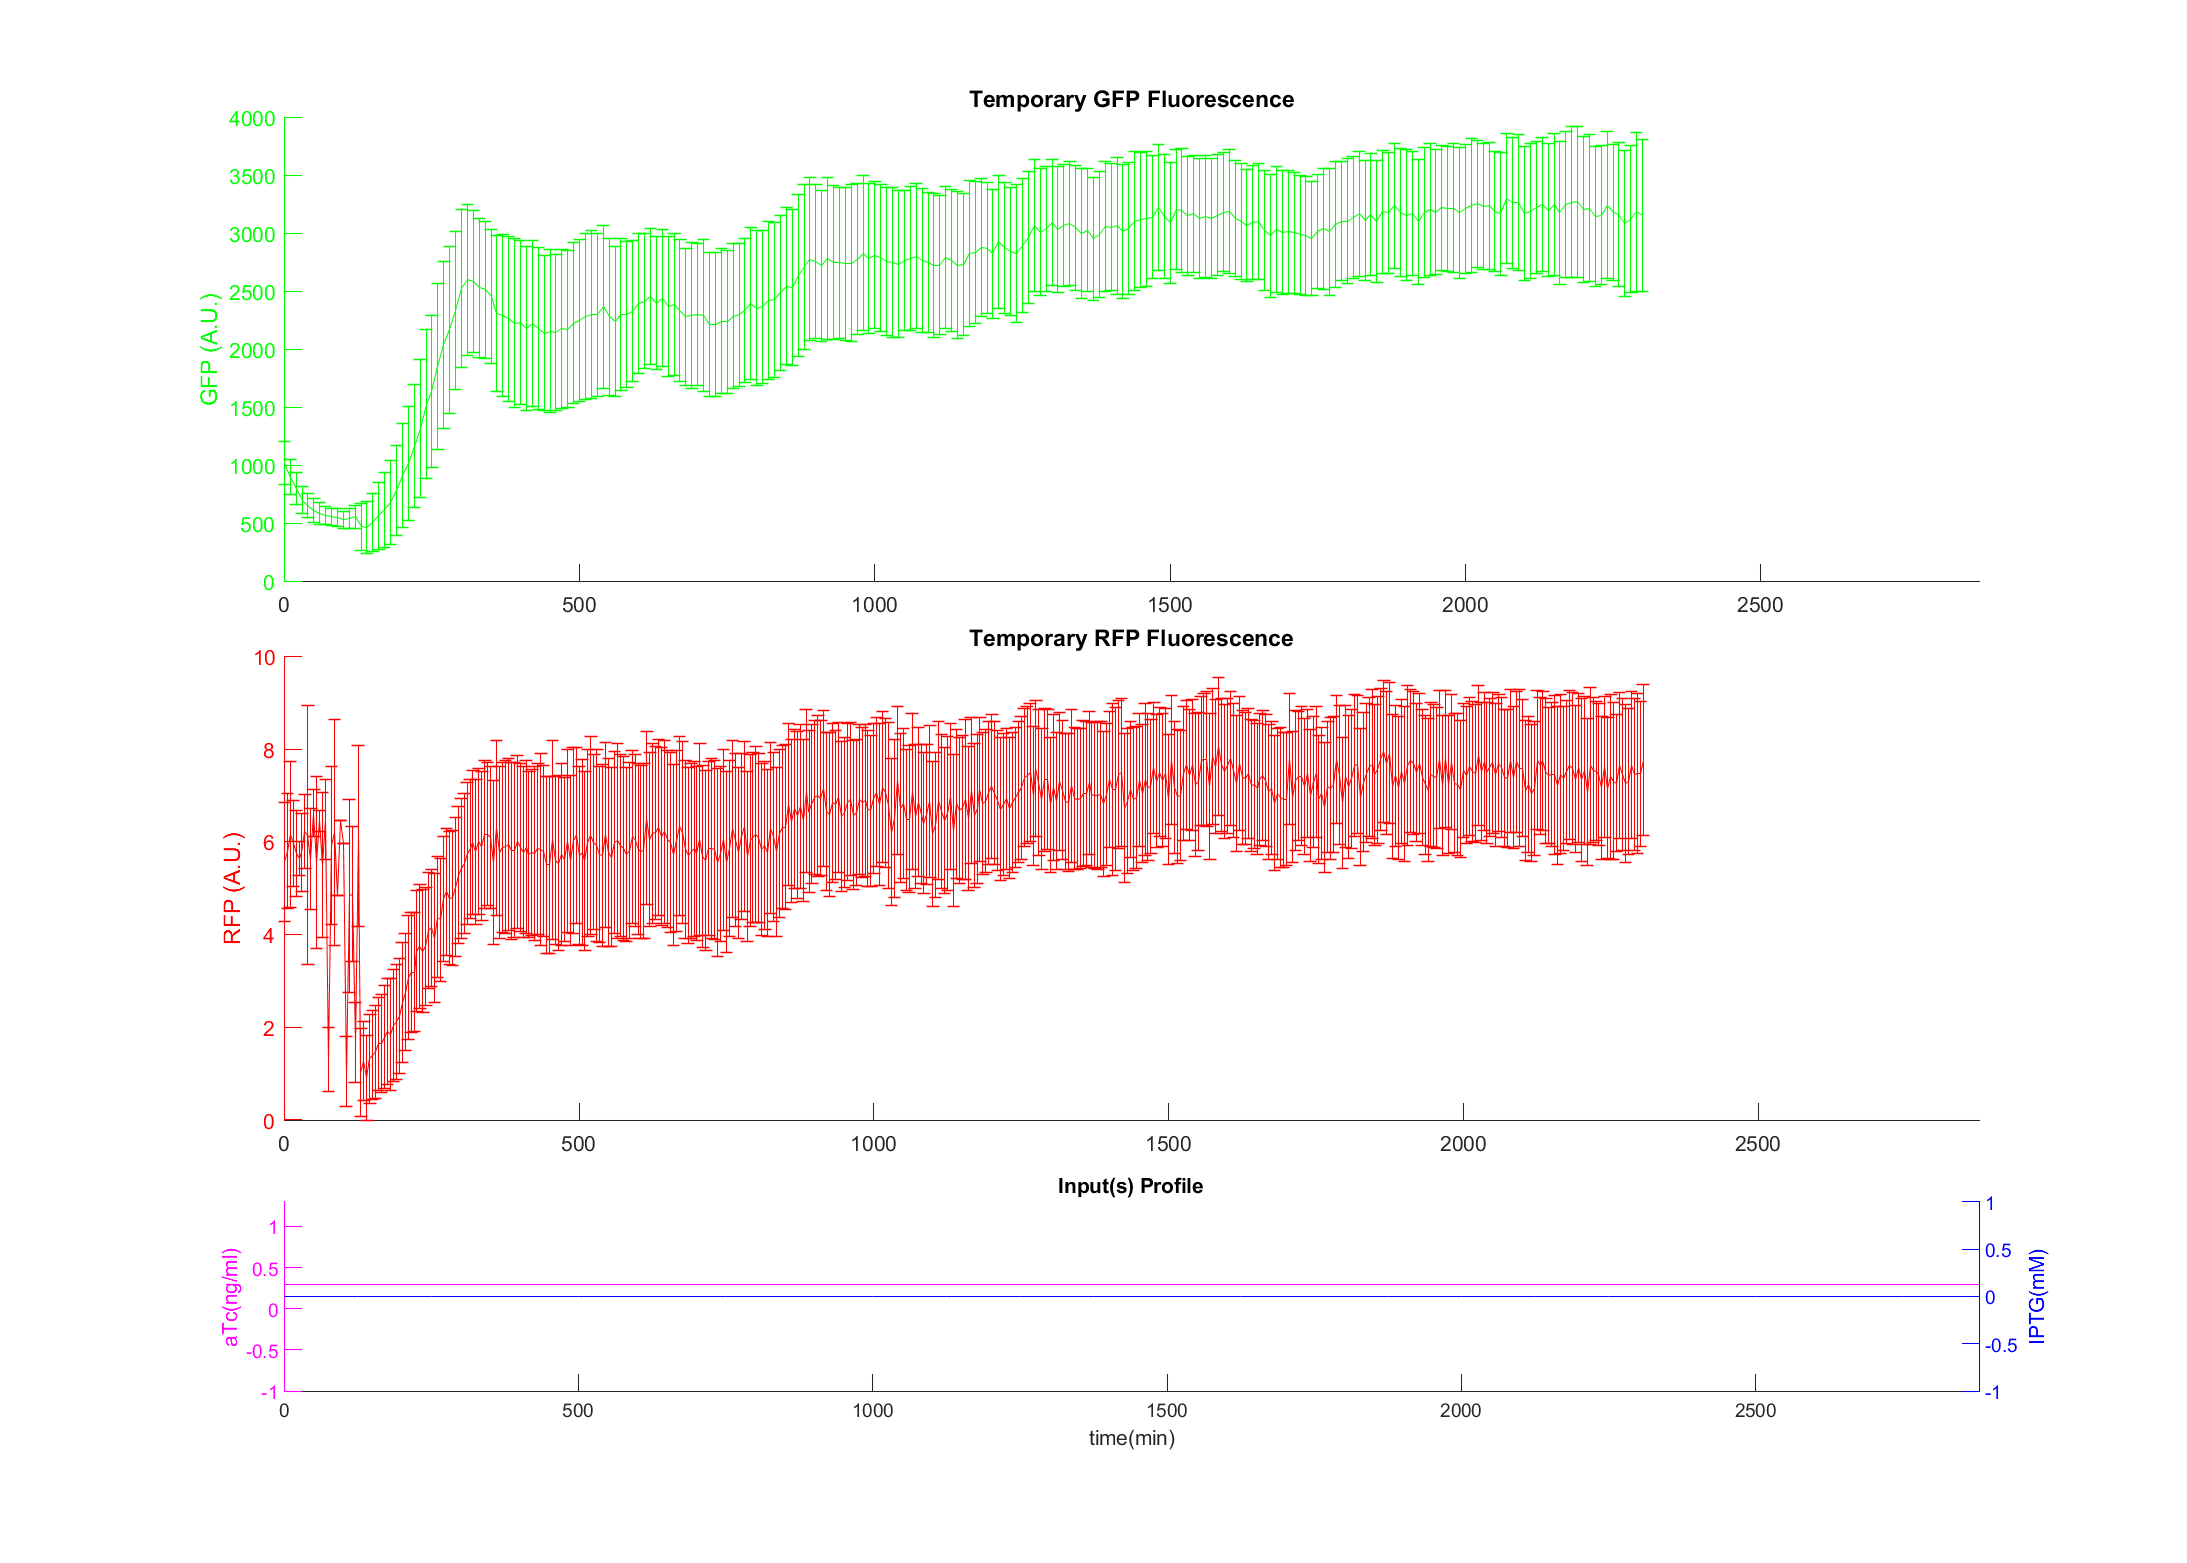 Temporary GFP Fluorescence
4000
3500
3000
2500
2000
1500
1000
500
0
GFP (A.U.)
0 500 1000 1500 2000 2500
Temporary RFP Fluorescence
10
8
6
4
2
0
RFP (A.U.)
0 500 1000 1500 2000 2500
Input(s) Profile
1
0.5
0
-0.5
-1
aTc(ng/ml)
1
0.5
0
-0.5
-1
IPTG(mM)
0 500 1000 1500 2000 2500
time(min)